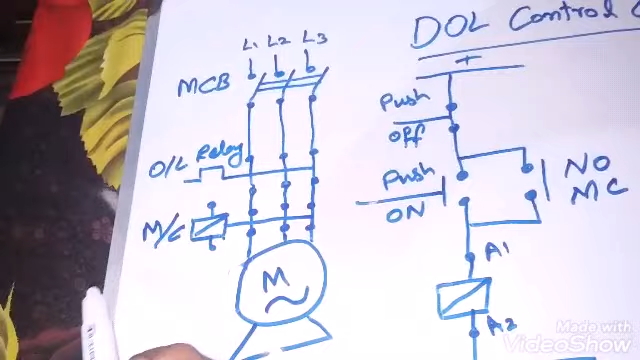 DOL Control
L1 L2 L3
MCB
O/L Relay
M/C
M
+
Push
OFF
Push
ON
NO
MC
A1
A2
Made with
VideoShow